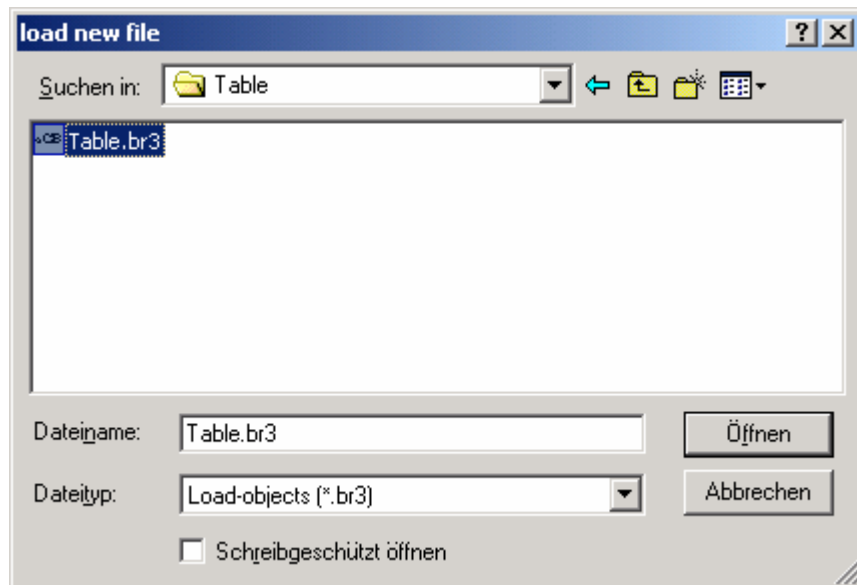 load new file
Suchen in: Table
Table.br3
Dateiname: Table.br3 Öffnen
Dateityp: Load-objects (*.br3) Abbrechen
Schreibgeschützt öffnen